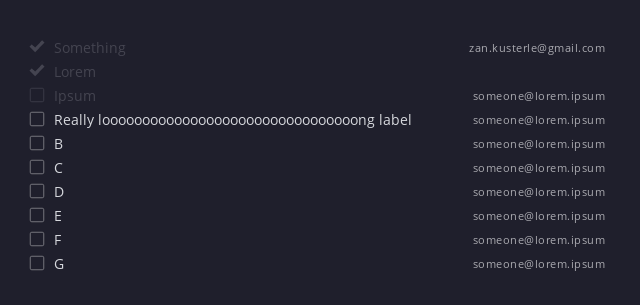 Something zan.kusterle@gmail.com
Lorem
Ipsum someone@lorem.ipsum
Really looooooooooooooooooooooooooooooooong label someone@lorem.ipsum
B someone@lorem.ipsum
C someone@lorem.ipsum
D someone@lorem.ipsum
E someone@lorem.ipsum
F someone@lorem.ipsum
G someone@lorem.ipsum